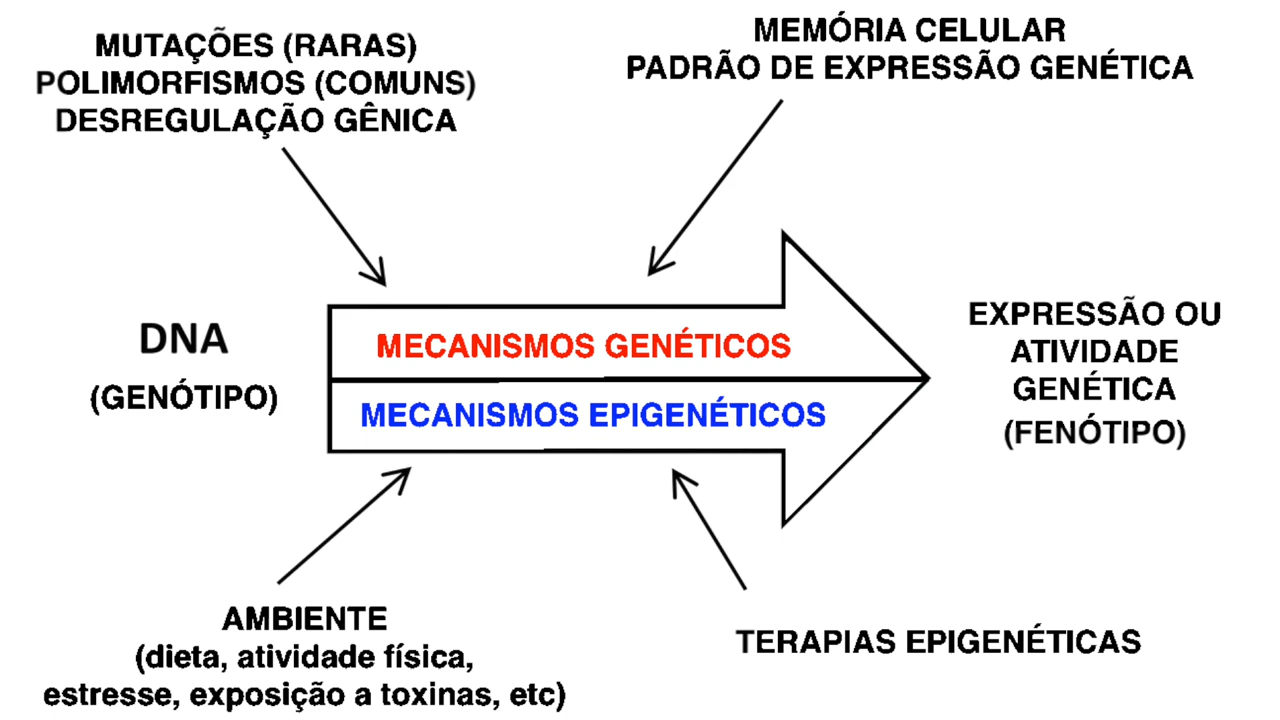 MUTAÇÕES (RARAS)
POLIMORFISMOS (COMUNS)
DESREGULAÇÃO GÊNICA
MEMÓRIA CELULAR
PADRÃO DE EXPRESSÃO GENÉTICA
DNA
(GENÓTIPO)
MECANISMOS GENÉTICOS
MECANISMOS EPIGENÉTICOS
EXPRESSÃO OU
ATIVIDADE
GENÉTICA
(FENÓTIPO)
AMBIENTE
(dieta, atividade física,
estresse, exposição a toxinas, etc)
TERAPIAS EPIGENÉTICAS